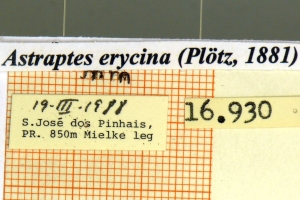 Astraptes erycina (Plötz, 1881)
19-III-1988
16.930
S.José dos Pinhais,
PR. 850m Mielke leg